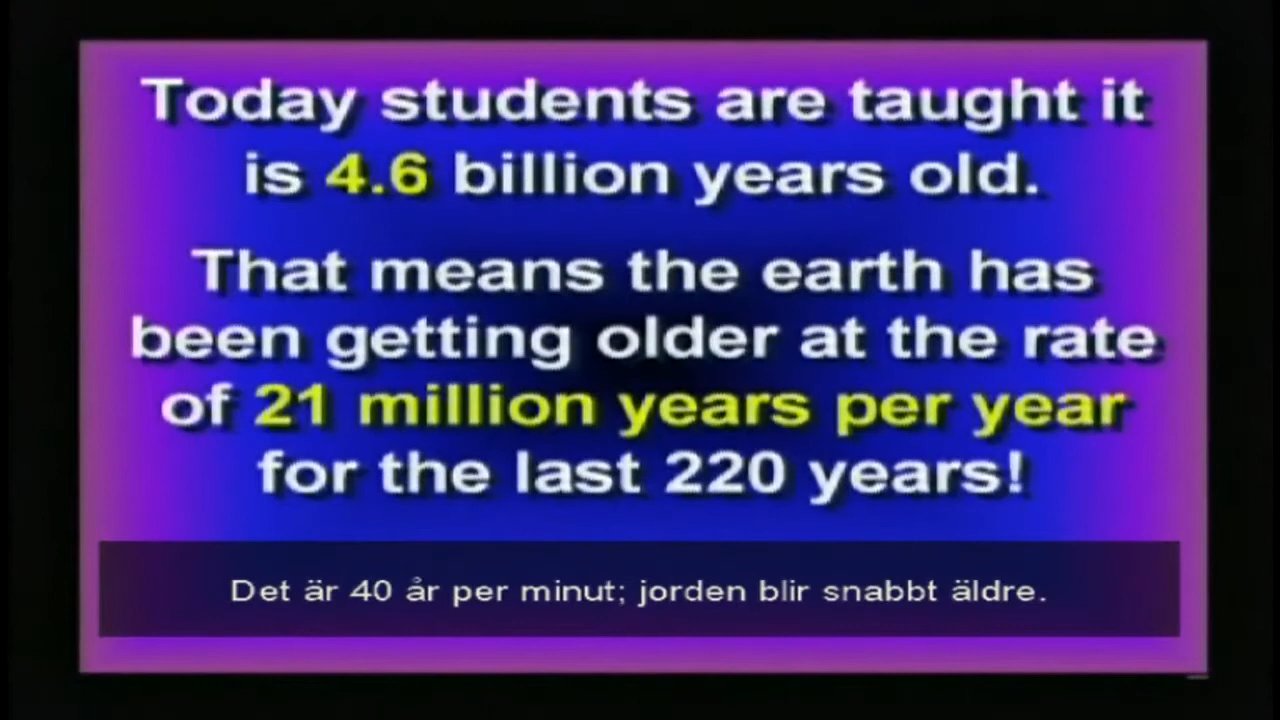 Today students are taught it
is 4.6 billion years old.
That means the earth has
been getting older at the rate
of 21 million years per year
for the last 220 years!
Det är 40 år per minut; jorden blir snabbt äldre.